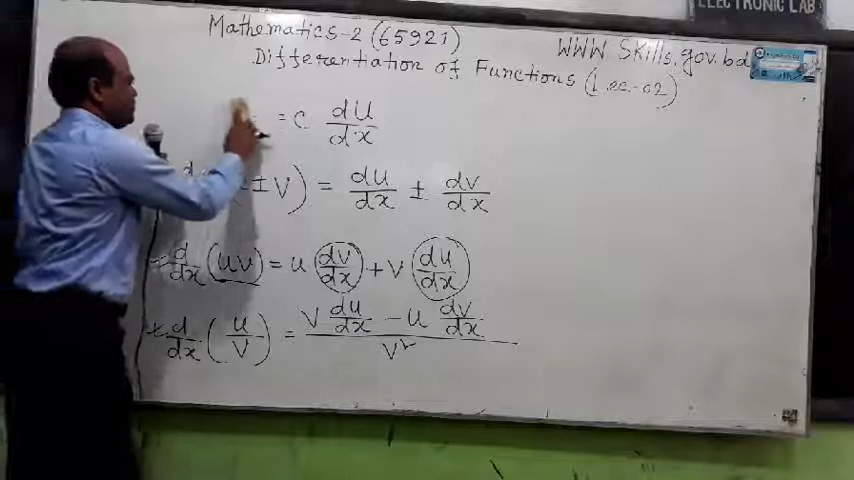 ELECTRONIC LAB
Mathematics-2 (65921)
WWW Skills.gov.bd
Differentiation of Functions (Lec-02)
= c du/dx
± v) = du/dx ± dv/dx
* d/dx (uv) = u dv/dx + v du/dx
* d/dx (u/v) = v du/dx - u dv/dx
v²